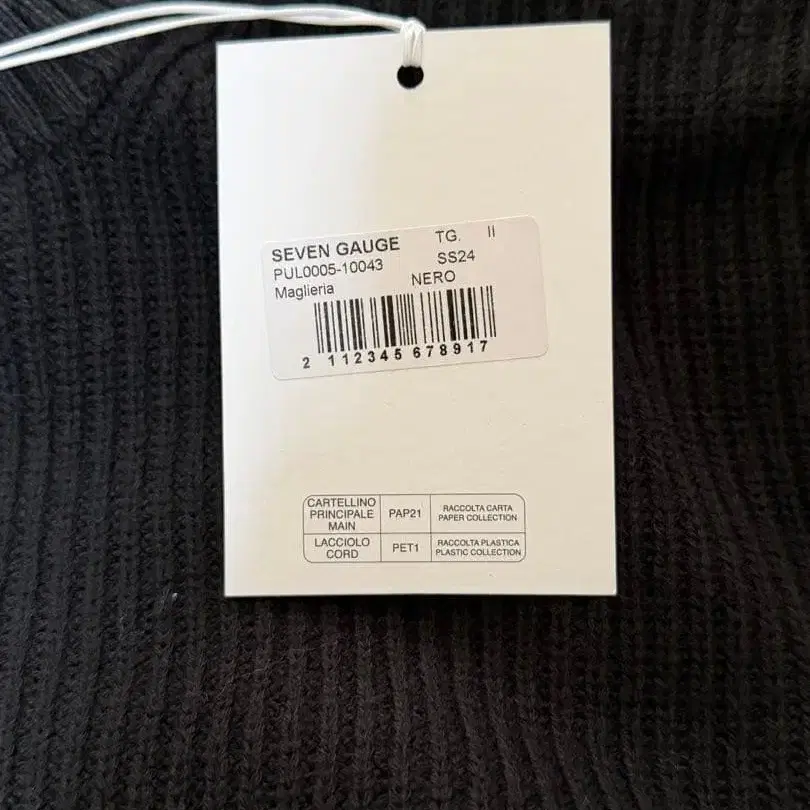 SEVEN GAUGE TG. II
PUL0005-10043 SS24
Maglieria NERO
2 112345 678917
CARTELLINO
PRINCIPALE
MAIN
PAP21
RACCOLTA CARTA
PAPER COLLECTION
LACCIOLO
CORD
PET1
RACCOLTA PLASTICA
PLASTIC COLLECTION